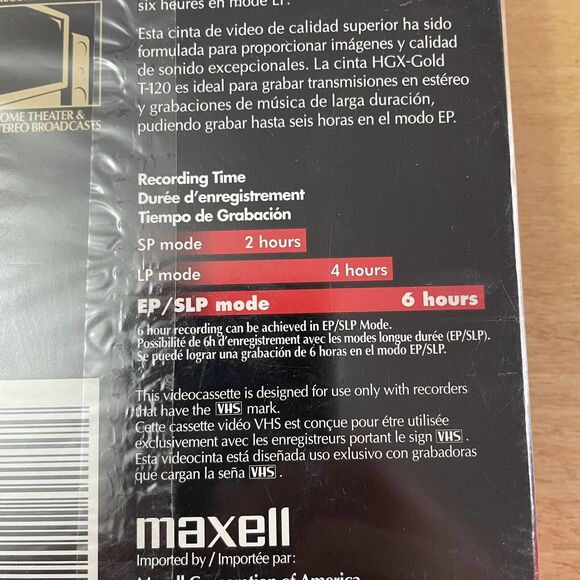 six heures en mode EP.
OME THEATER &
TEREO BROADCASTS
Esta cinta de video de calidad superior ha sido
formulada para proporcionar imágenes y calidad
de sonido excepcionales. La cinta HGX-Gold
T-120 es ideal para grabar transmisiones en estéreo
y grabaciones de música de larga duración,
pudiendo grabar hasta seis horas en el modo EP.
Recording Time
Durée d'enregistrement
Tiempo de Grabación
SP mode 2 hours
LP mode 4 hours
EP/SLP mode 6 hours
6 hour recording can be achieved in EP/SLP Mode.
Possibilité de 6h d'enregistrement avec les modes longue durée (EP/SLP).
Se puedé lograr una grabación de 6 horas en el modo EP/SLP.
This videocassette is designed for use only with recorders
that have the VHS mark.
Cette cassette vidéo VHS est conçue pour étre utilisée
exclusivement avec les enregistreurs portant le sign VHS.
Esta videocinta está diseñada uso exlusivo con grabadoras
que cargan la seña VHS.
maxell
Imported by / Importée par:
Maxell Corporation of America